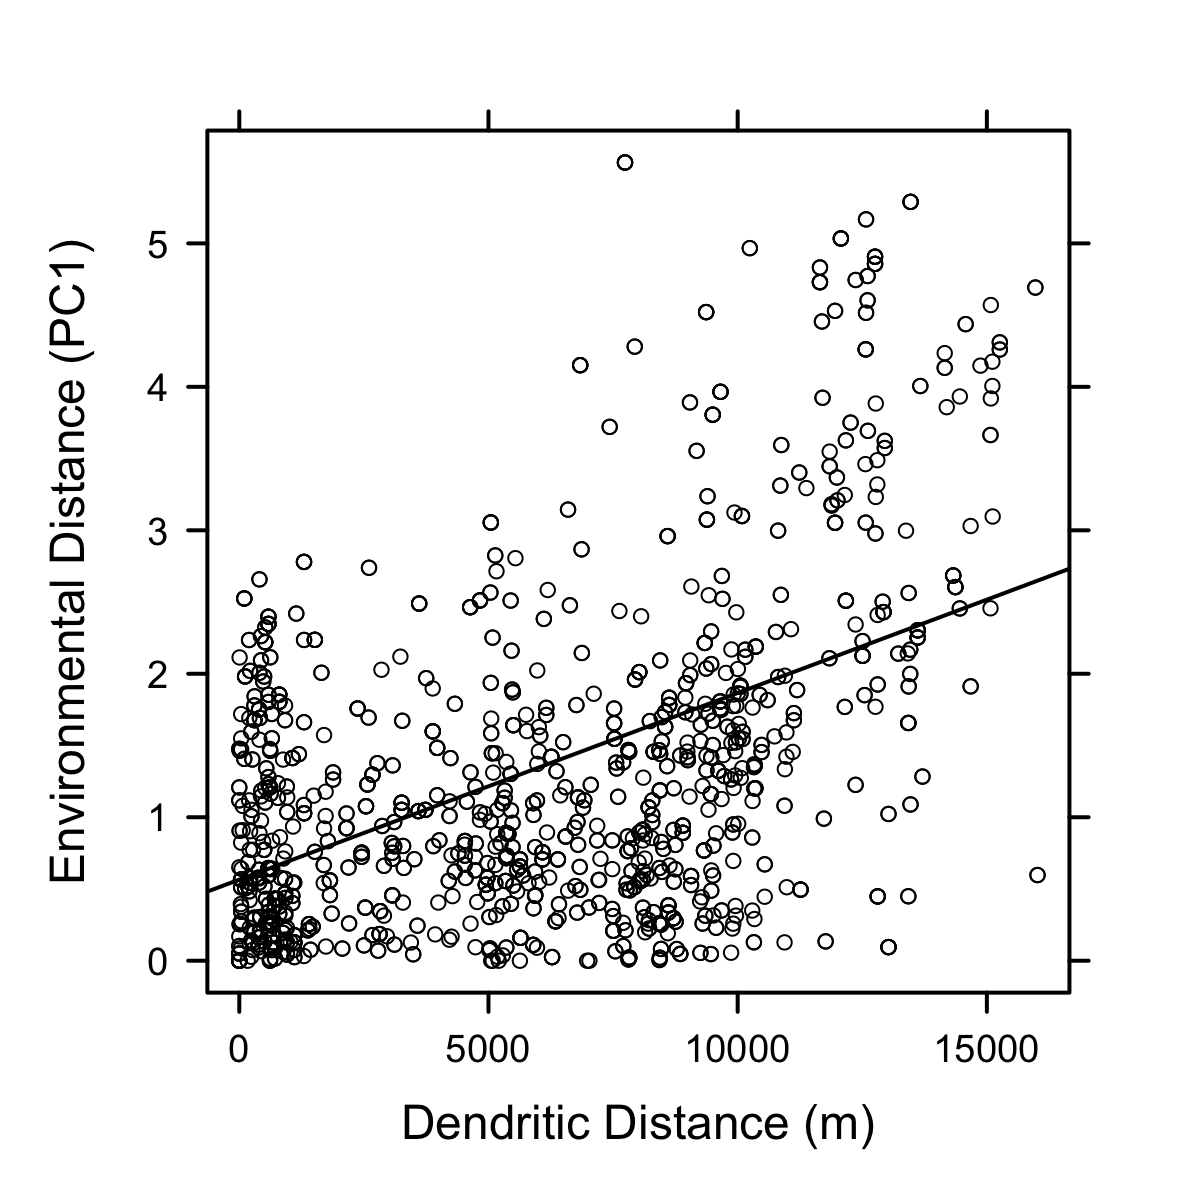 Environmental Distance (PC1)
5
4
3
2
1
0
0 5000 10000 15000
Dendritic Distance (m)